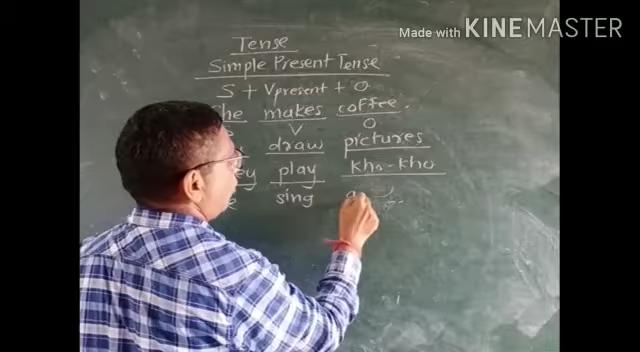 Made with KINEMASTER
Tense
Simple Present Tense
S + Vpresent + O
makes coffee.
V O
draw pictures
play kho-kho
sing